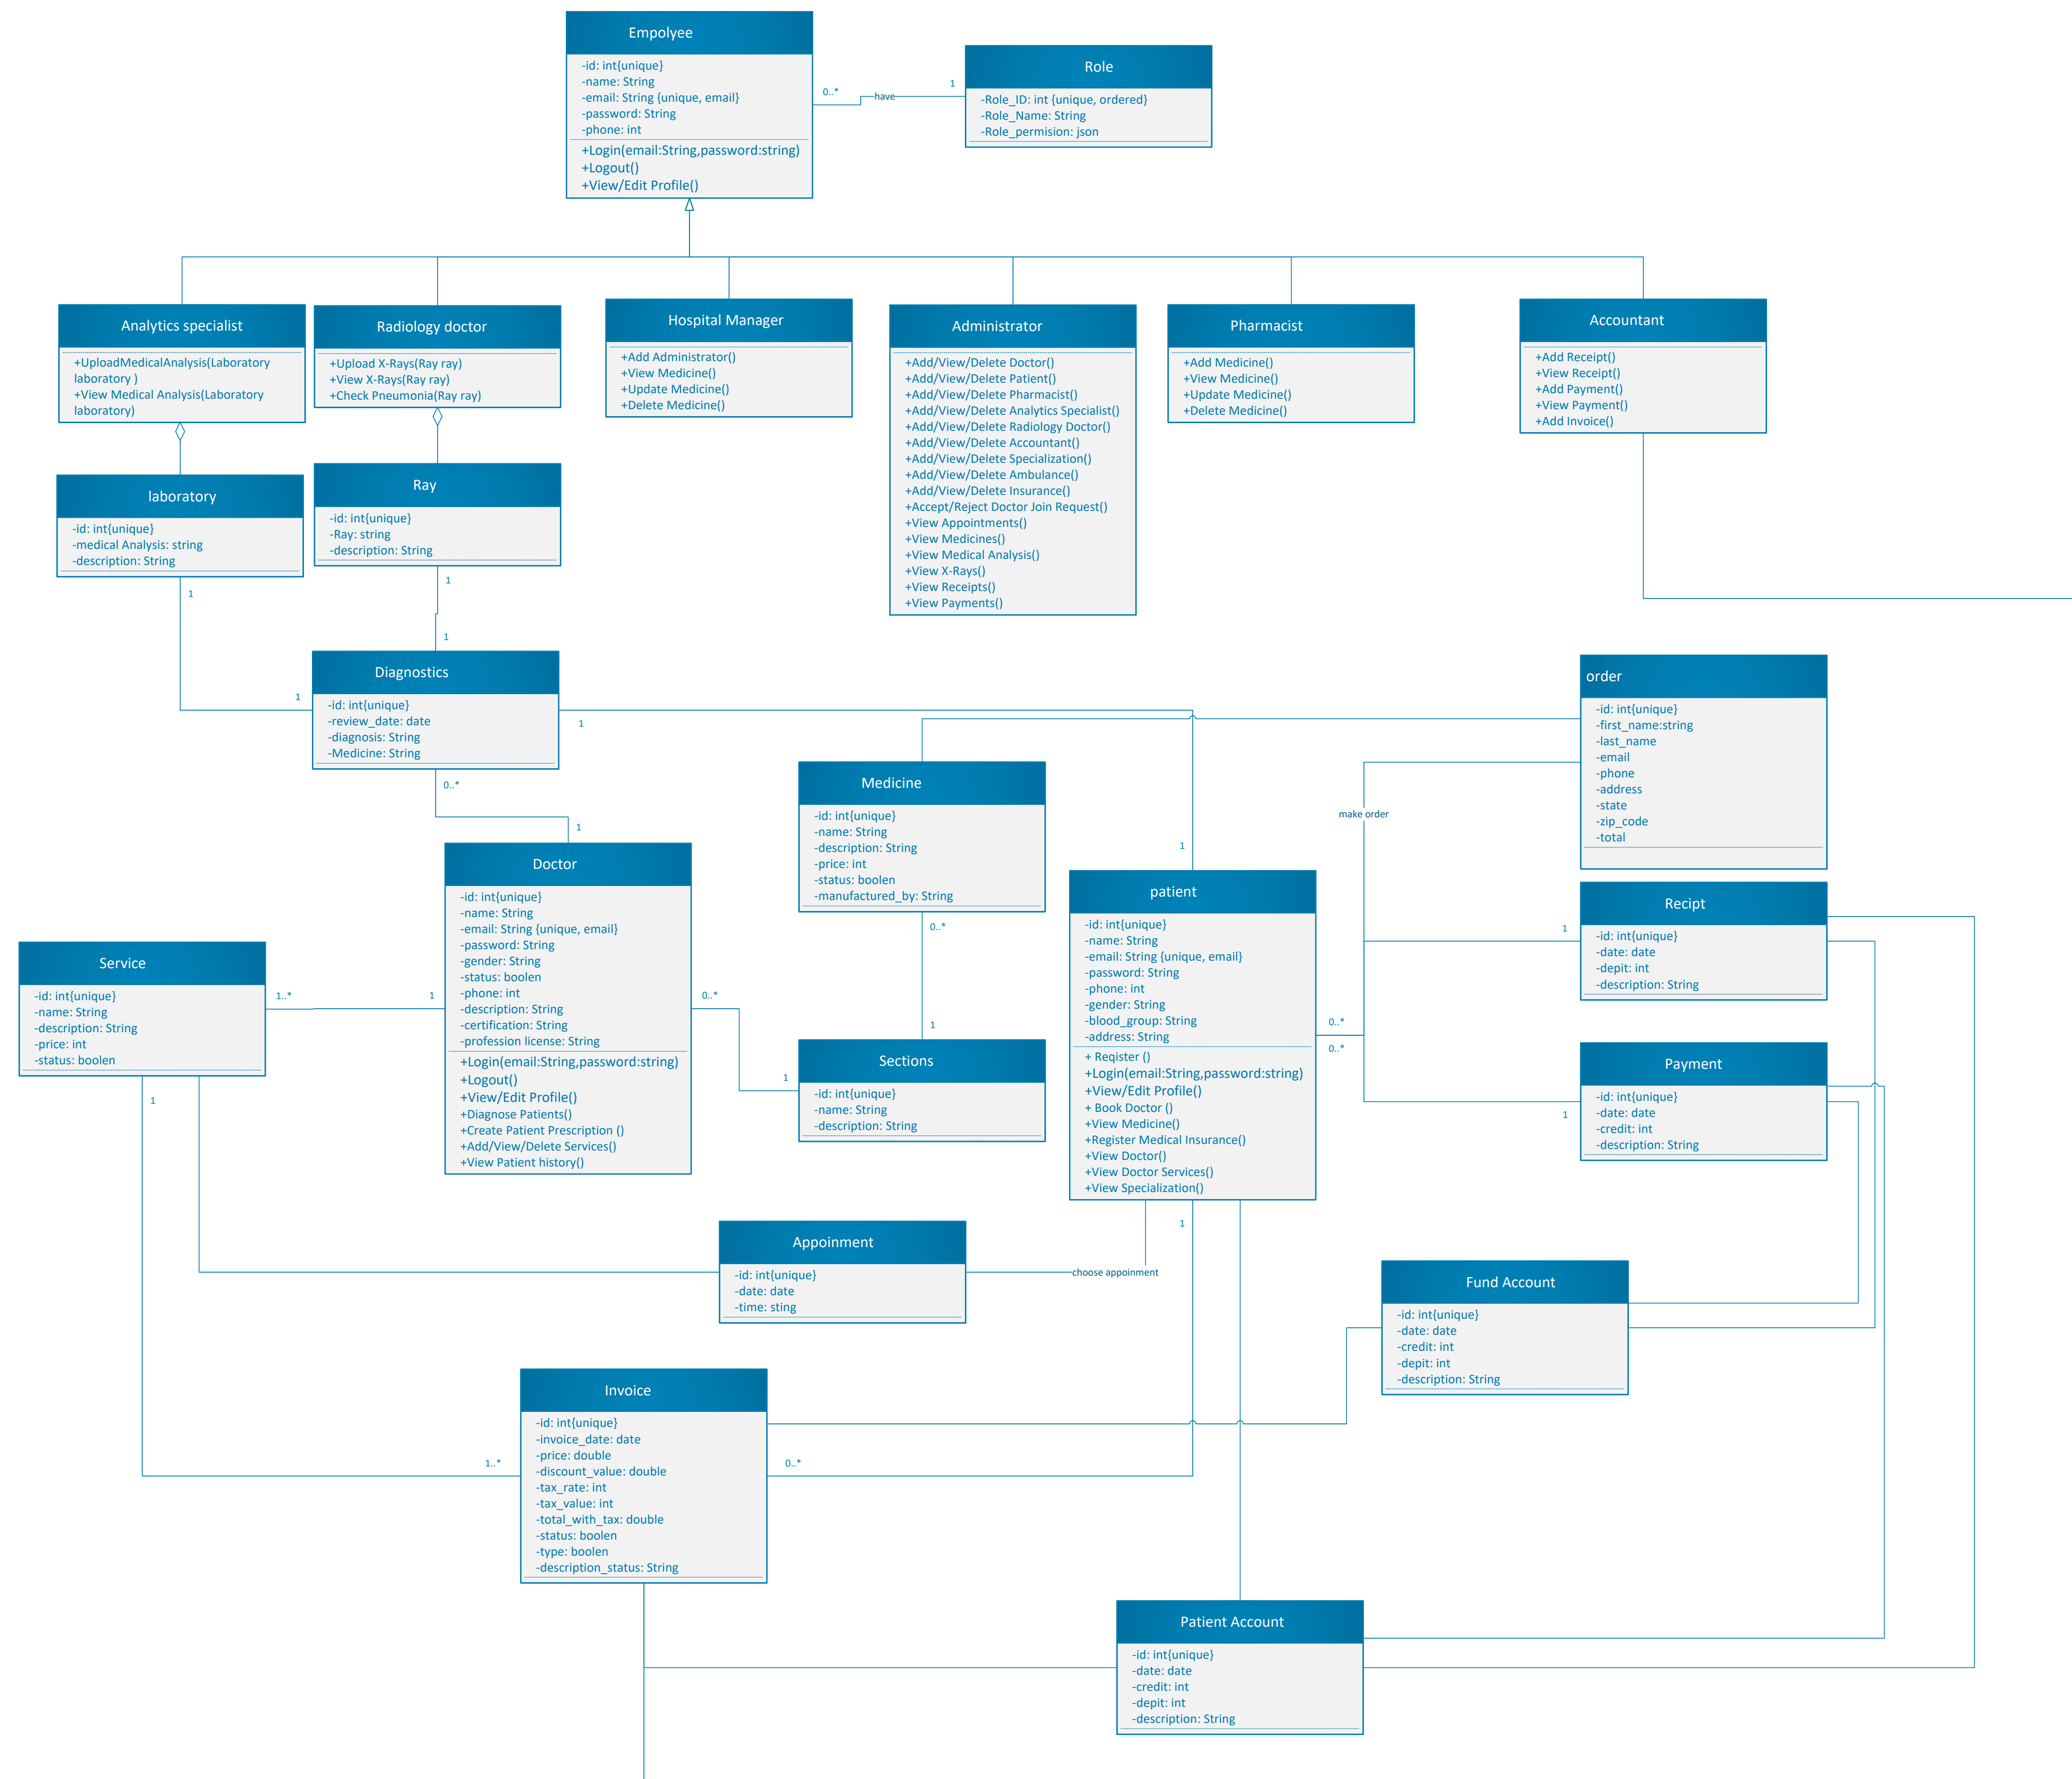 Empolyee
-id: int{unique}
-name: String
-email: String {unique, email}
-password: String
-phone: int
+Login(email:String,password:string)
+Logout()
+View/Edit Profile()
0..*
have
1
Role
-Role_ID: int {unique, ordered}
-Role_Name: String
-Role_permision: json
Analytics specialist
+UploadMedicalAnalysis(Laboratory
laboratory )
+View Medical Analysis(Laboratory
laboratory)
Radiology doctor
+Upload X-Rays(Ray ray)
+View X-Rays(Ray ray)
+Check Pneumonia(Ray ray)
Hospital Manager
+Add Administrator()
+View Medicine()
+Update Medicine()
+Delete Medicine()
Administrator
+Add/View/Delete Doctor()
+Add/View/Delete Patient()
+Add/View/Delete Pharmacist()
+Add/View/Delete Analytics Specialist()
+Add/View/Delete Radiology Doctor()
+Add/View/Delete Accountant()
+Add/View/Delete Specialization()
+Add/View/Delete Ambulance()
+Add/View/Delete Insurance()
+Accept/Reject Doctor Join Request()
+View Appointments()
+View Medicines()
+View Medical Analysis()
+View X-Rays()
+View Receipts()
+View Payments()
Pharmacist
+Add Medicine()
+View Medicine()
+Update Medicine()
+Delete Medicine()
Accountant
+Add Receipt()
+View Receipt()
+Add Payment()
+View Payment()
+Add Invoice()
laboratory
-id: int{unique}
-medical Analysis: string
-description: String
1
Ray
-id: int{unique}
-Ray: string
-description: String
1
1
1
Diagnostics
-id: int{unique}
-review_date: date
-diagnosis: String
-Medicine: String
1
0..*
1
order
-id: int{unique}
-first_name:string
-last_name
-email
-phone
-address
-state
-zip_code
-total
make order
Medicine
-id: int{unique}
-name: String
-description: String
-price: int
-status: boolen
-manufactured_by: String
0..*
1
Doctor
-id: int{unique}
-name: String
-email: String {unique, email}
-password: String
-gender: String
-status: boolen
-phone: int
-description: String
-certification: String
-profession license: String
+Login(email:String,password:string)
+Logout()
+View/Edit Profile()
+Diagnose Patients()
+Create Patient Prescription ()
+Add/View/Delete Services()
+View Patient history()
0..*
1
1
patient
-id: int{unique}
-name: String
-email: String {unique, email}
-password: String
-phone: int
-gender: String
-blood_group: String
-address: String
+ Reqister ()
+Login(email:String,password:string)
+View/Edit Profile()
+ Book Doctor ()
+View Medicine()
+Register Medical Insurance()
+View Doctor()
+View Doctor Services()
+View Specialization()
0..*
0..*
1
1
Recipt
-id: int{unique}
-date: date
-depit: int
-description: String
Service
-id: int{unique}
-name: String
-description: String
-price: int
-status: boolen
1..*
1
1
Sections
-id: int{unique}
-name: String
-description: String
Payment
-id: int{unique}
-date: date
-credit: int
-description: String
1
Appoinment
-id: int{unique}
-date: date
-time: sting
choose appoinment
Fund Account
-id: int{unique}
-date: date
-credit: int
-depit: int
-description: String
1..*
Invoice
-id: int{unique}
-invoice_date: date
-price: double
-discount_value: double
-tax_rate: int
-tax_value: int
-total_with_tax: double
-status: boolen
-type: boolen
-description_status: String
0..*
Patient Account
-id: int{unique}
-date: date
-credit: int
-depit: int
-description: String